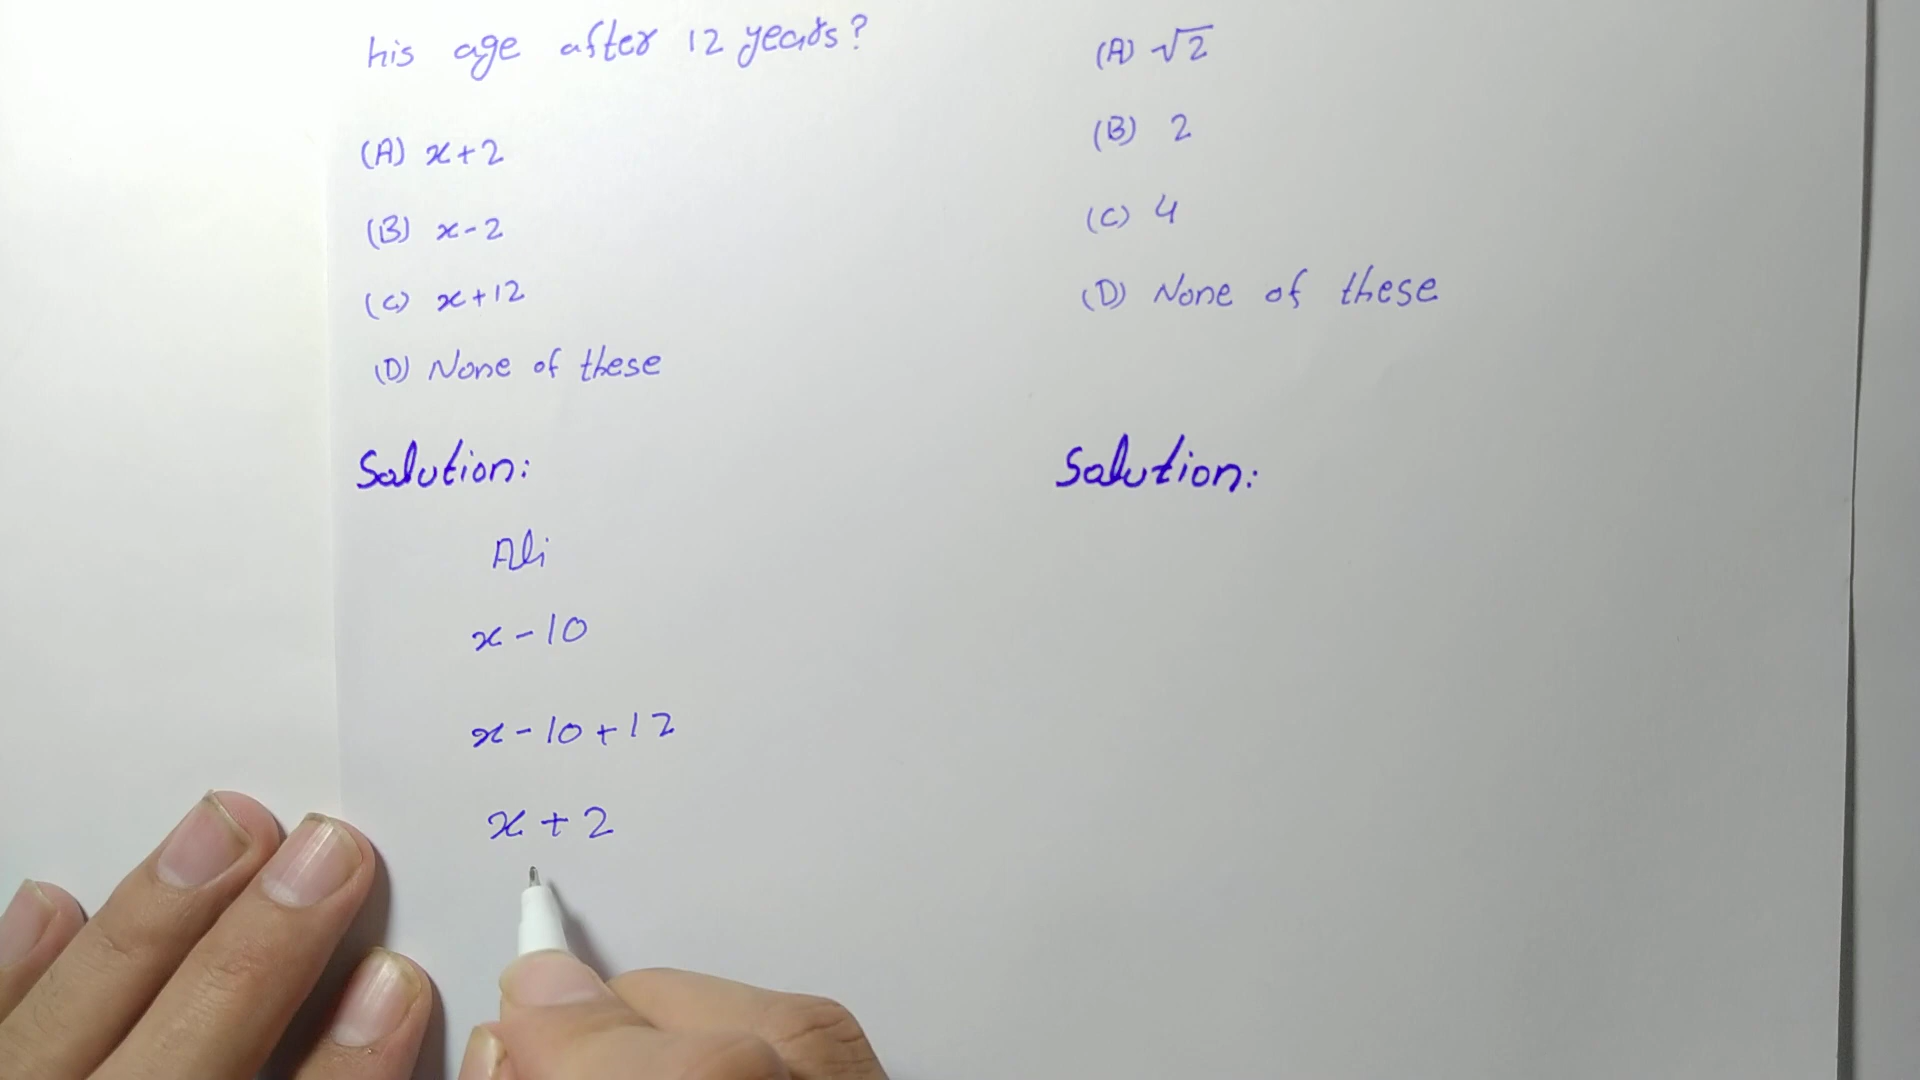 his age after 12 years?
(A) x+2
(B) x-2
(C) x+12
(D) None of these
Solution:
Ali
x-10
x-10+12
x+2
(A) √2
(B) 2
(C) 4
(D) None of these
Solution: